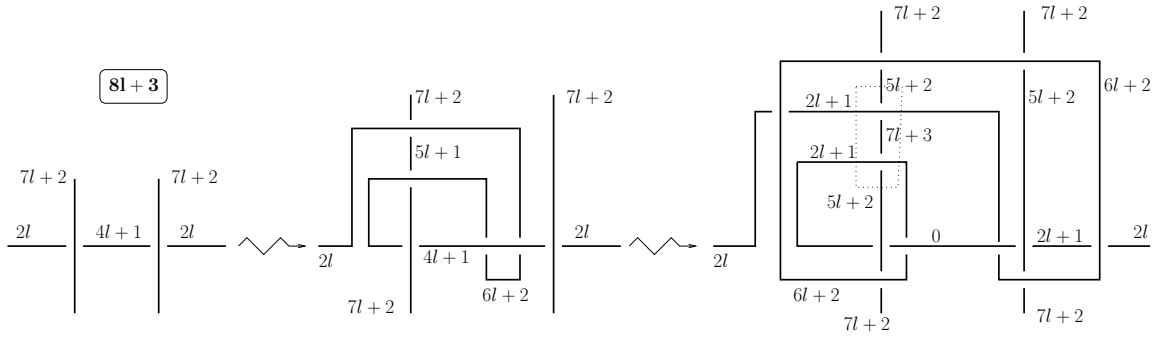 8l + 3
7l + 2
7l + 2
2l
4l + 1
2l
7l + 2
7l + 2
5l + 1
2l
4l + 1
2l
6l + 2
7l + 2
7l + 2
7l + 2
5l + 2
5l + 2
6l + 2
2l + 1
7l + 3
2l + 1
5l + 2
0
2l + 1
2l
2l
6l + 2
7l + 2
7l + 2